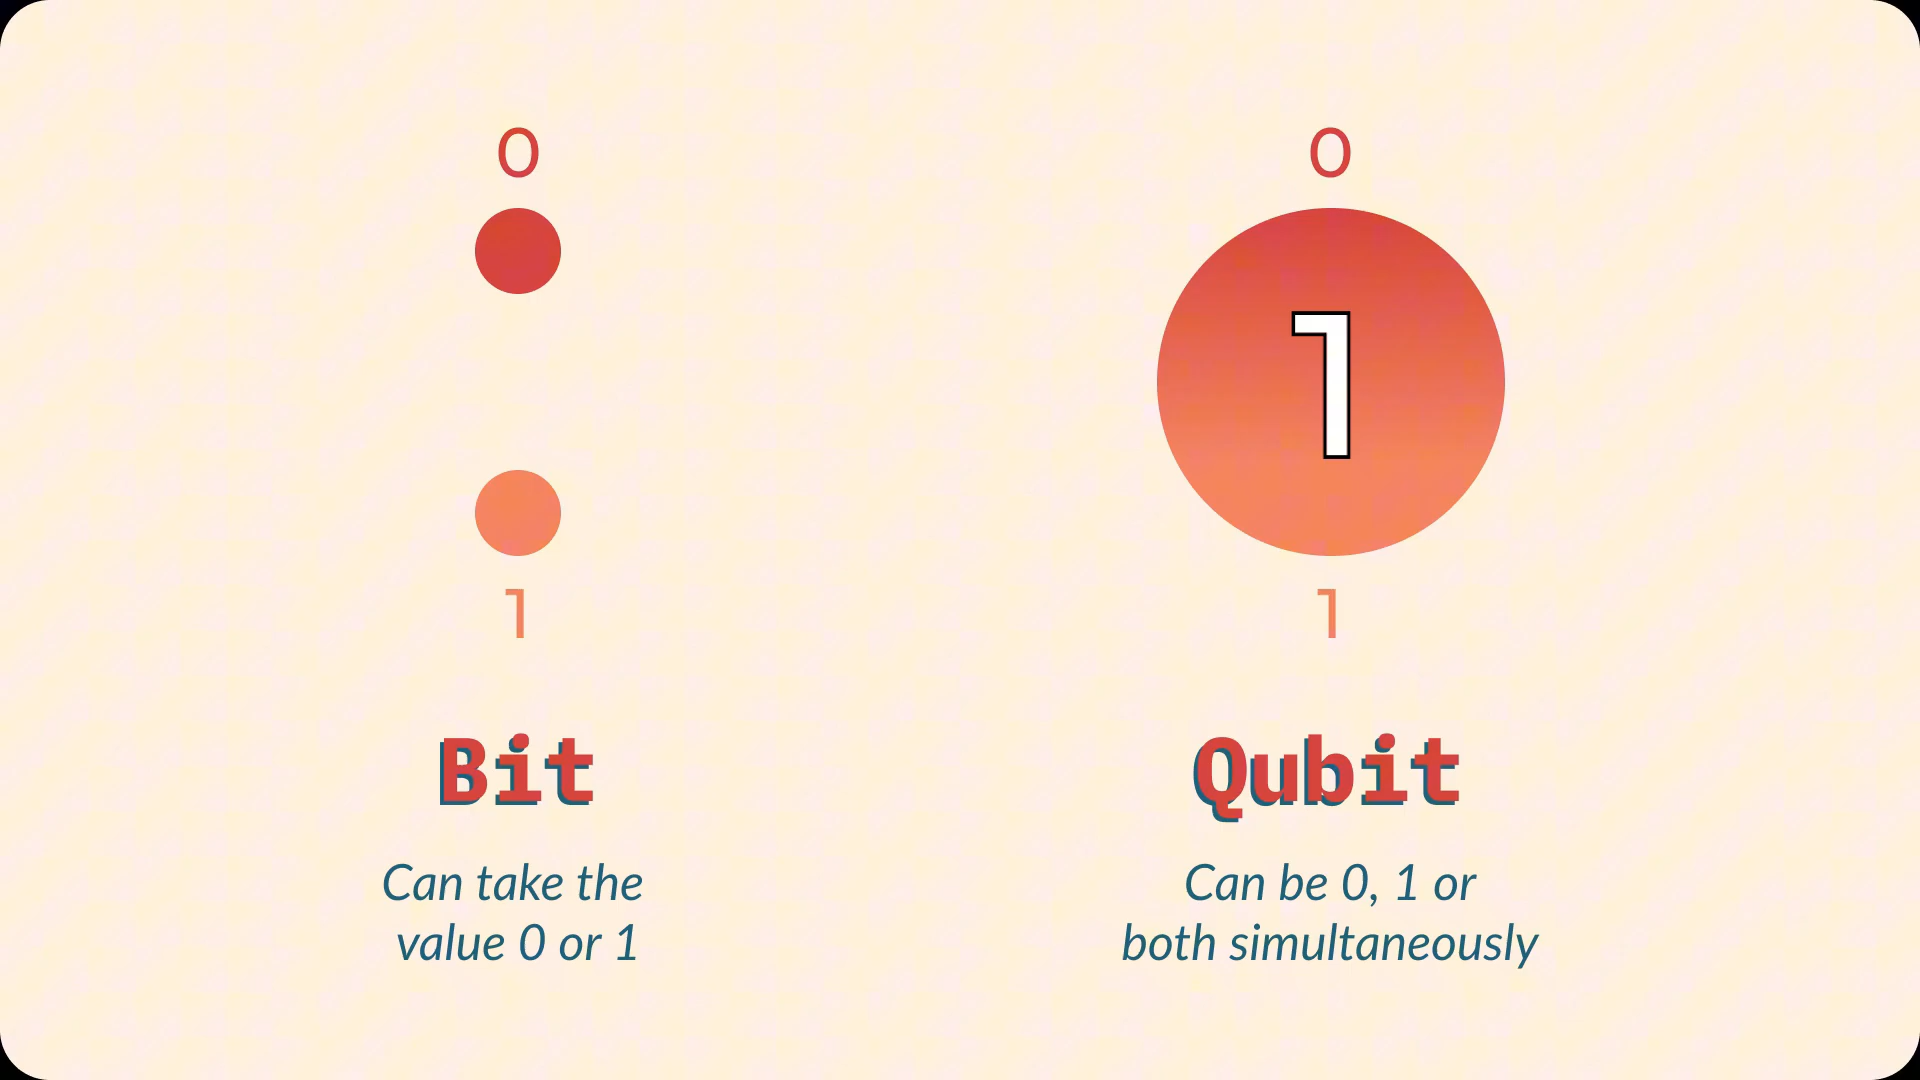 0
1
Bit
Can take the
value 0 or 1
0
1
1
Qubit
Can be 0, 1 or
both simultaneously